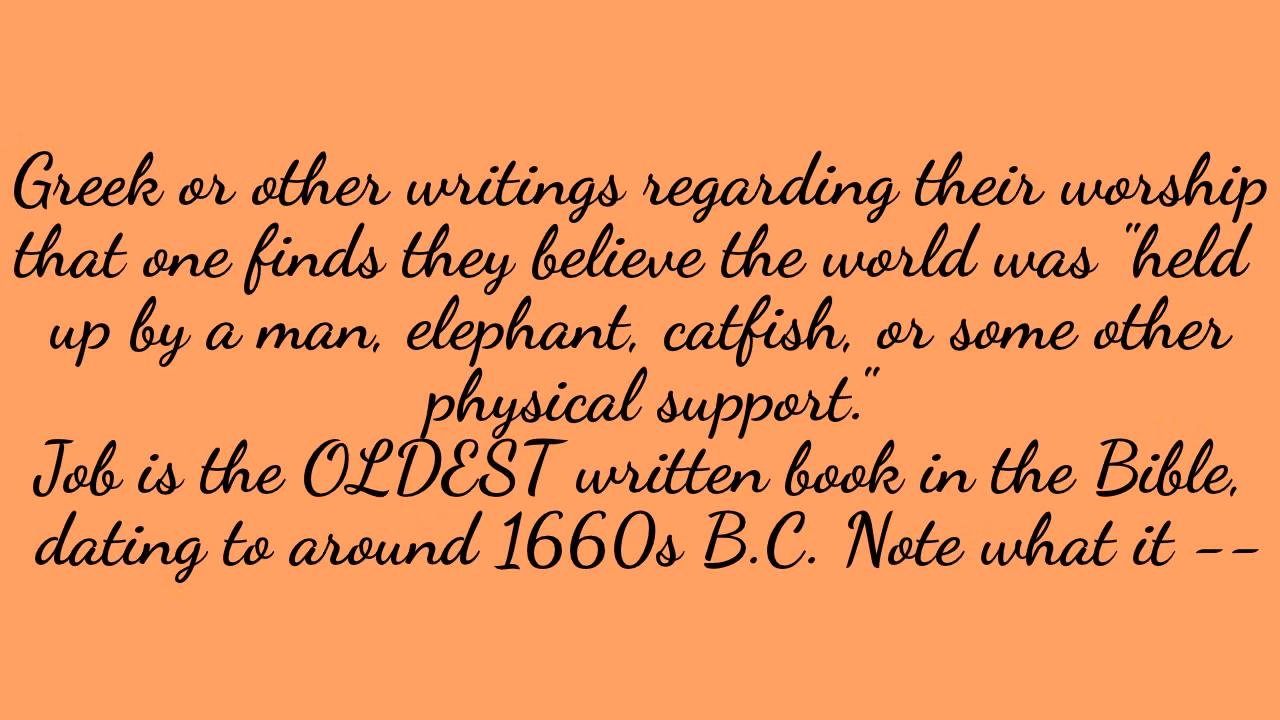 Greek or other writings regarding their worship
that one finds they believe the world was "held
up by a man, elephant, catfish, or some other
physical support."
Job is the OLDEST written book in the Bible,
dating to around 1660s B.C. Note what it --